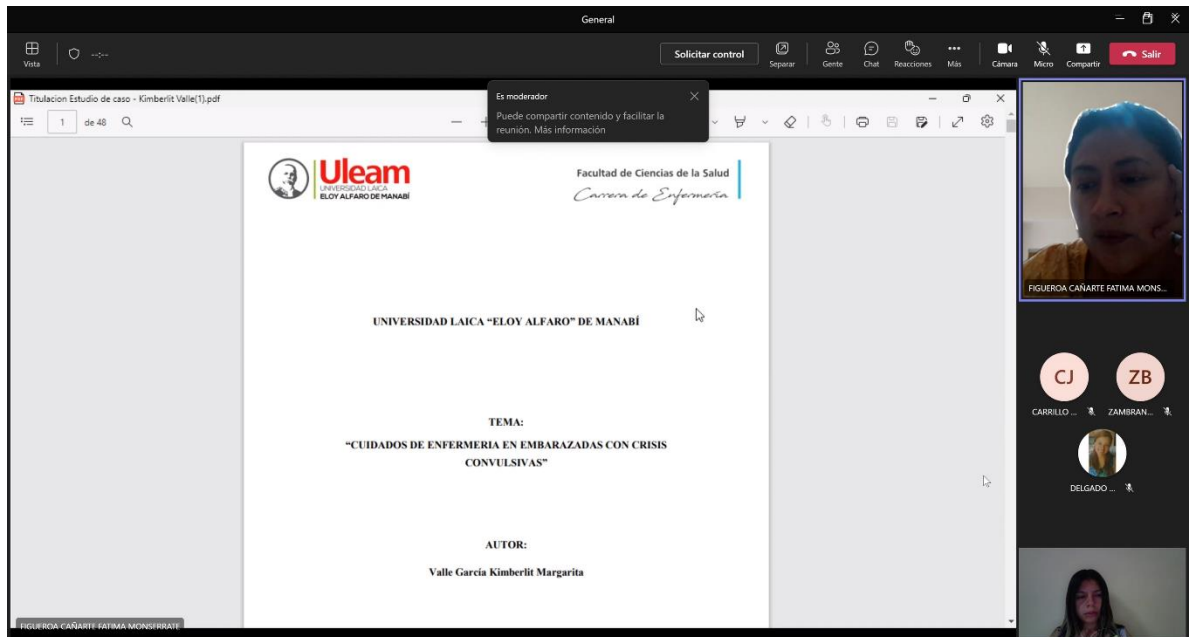 General
Vista
--:--
Solicitar control
Separar
Gente
Chat
Reacciones
Más
Cámara
Micro
Compartir
Salir
Titulacion Estudio de caso - Kimberlit Valle[1].pdf
1 de 48
Es moderador
Puede compartir contenido y facilitar la
reunión. Más información
Uleam
UNIVERSIDAD LAICA
ELOY ALFARO DE MANABÍ
Facultad de Ciencias de la Salud
Carrera de Enfermería
UNIVERSIDAD LAICA “ELOY ALFARO” DE MANABÍ
TEMA:
“CUIDADOS DE ENFERMERIA EN EMBARAZADAS CON CRISIS
CONVULSIVAS”
AUTOR:
Valle García Kimberlit Margarita
FIGUEROA CAÑARTE FATIMA MONSERRATE
FIGUEROA CAÑARTE FATIMA MONS...
CJ
ZB
CARRILLO ...
ZAMBRAN...
DELGADO ...